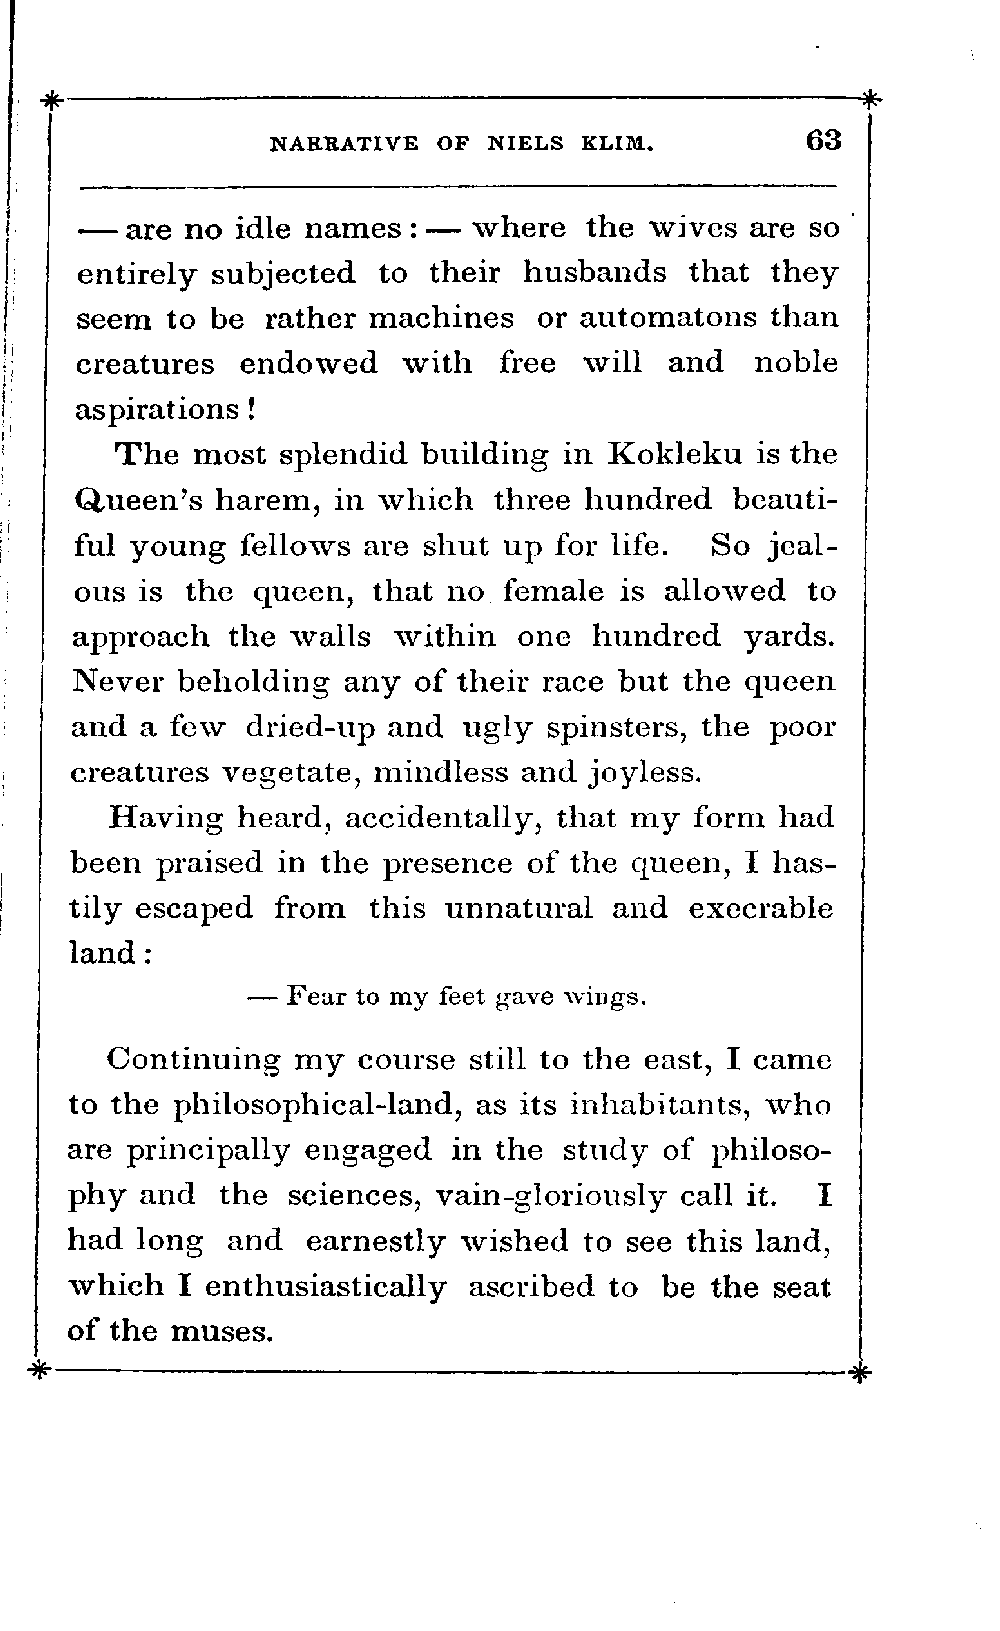 NARRATIVE OF NIELS KLIM. 63
— are no idle names : — where the wives are so
entirely subjected to their husbands that they
seem to be rather machines or automatons than
creatures endowed with free will and noble
aspirations !
The most splendid building in Kokleku is the
Queen's harem, in which three hundred beauti-
ful young fellows are shut up for life. So jeal-
ous is the queen, that no female is allowed to
approach the walls within one hundred yards.
Never beholding any of their race but the queen
and a few dried-up and ugly spinsters, the poor
creatures vegetate, mindless and joyless.
Having heard, accidentally, that my form had
been praised in the presence of the queen, I has-
tily escaped from this unnatural and execrable
land :
— Fear to my feet gave wings.
Continuing my course still to the east, I came
to the philosophical-land, as its inhabitants, who
are principally engaged in the study of philoso-
phy and the sciences, vain-gloriously call it. I
had long and earnestly wished to see this land,
which I enthusiastically ascribed to be the seat
of the muses.